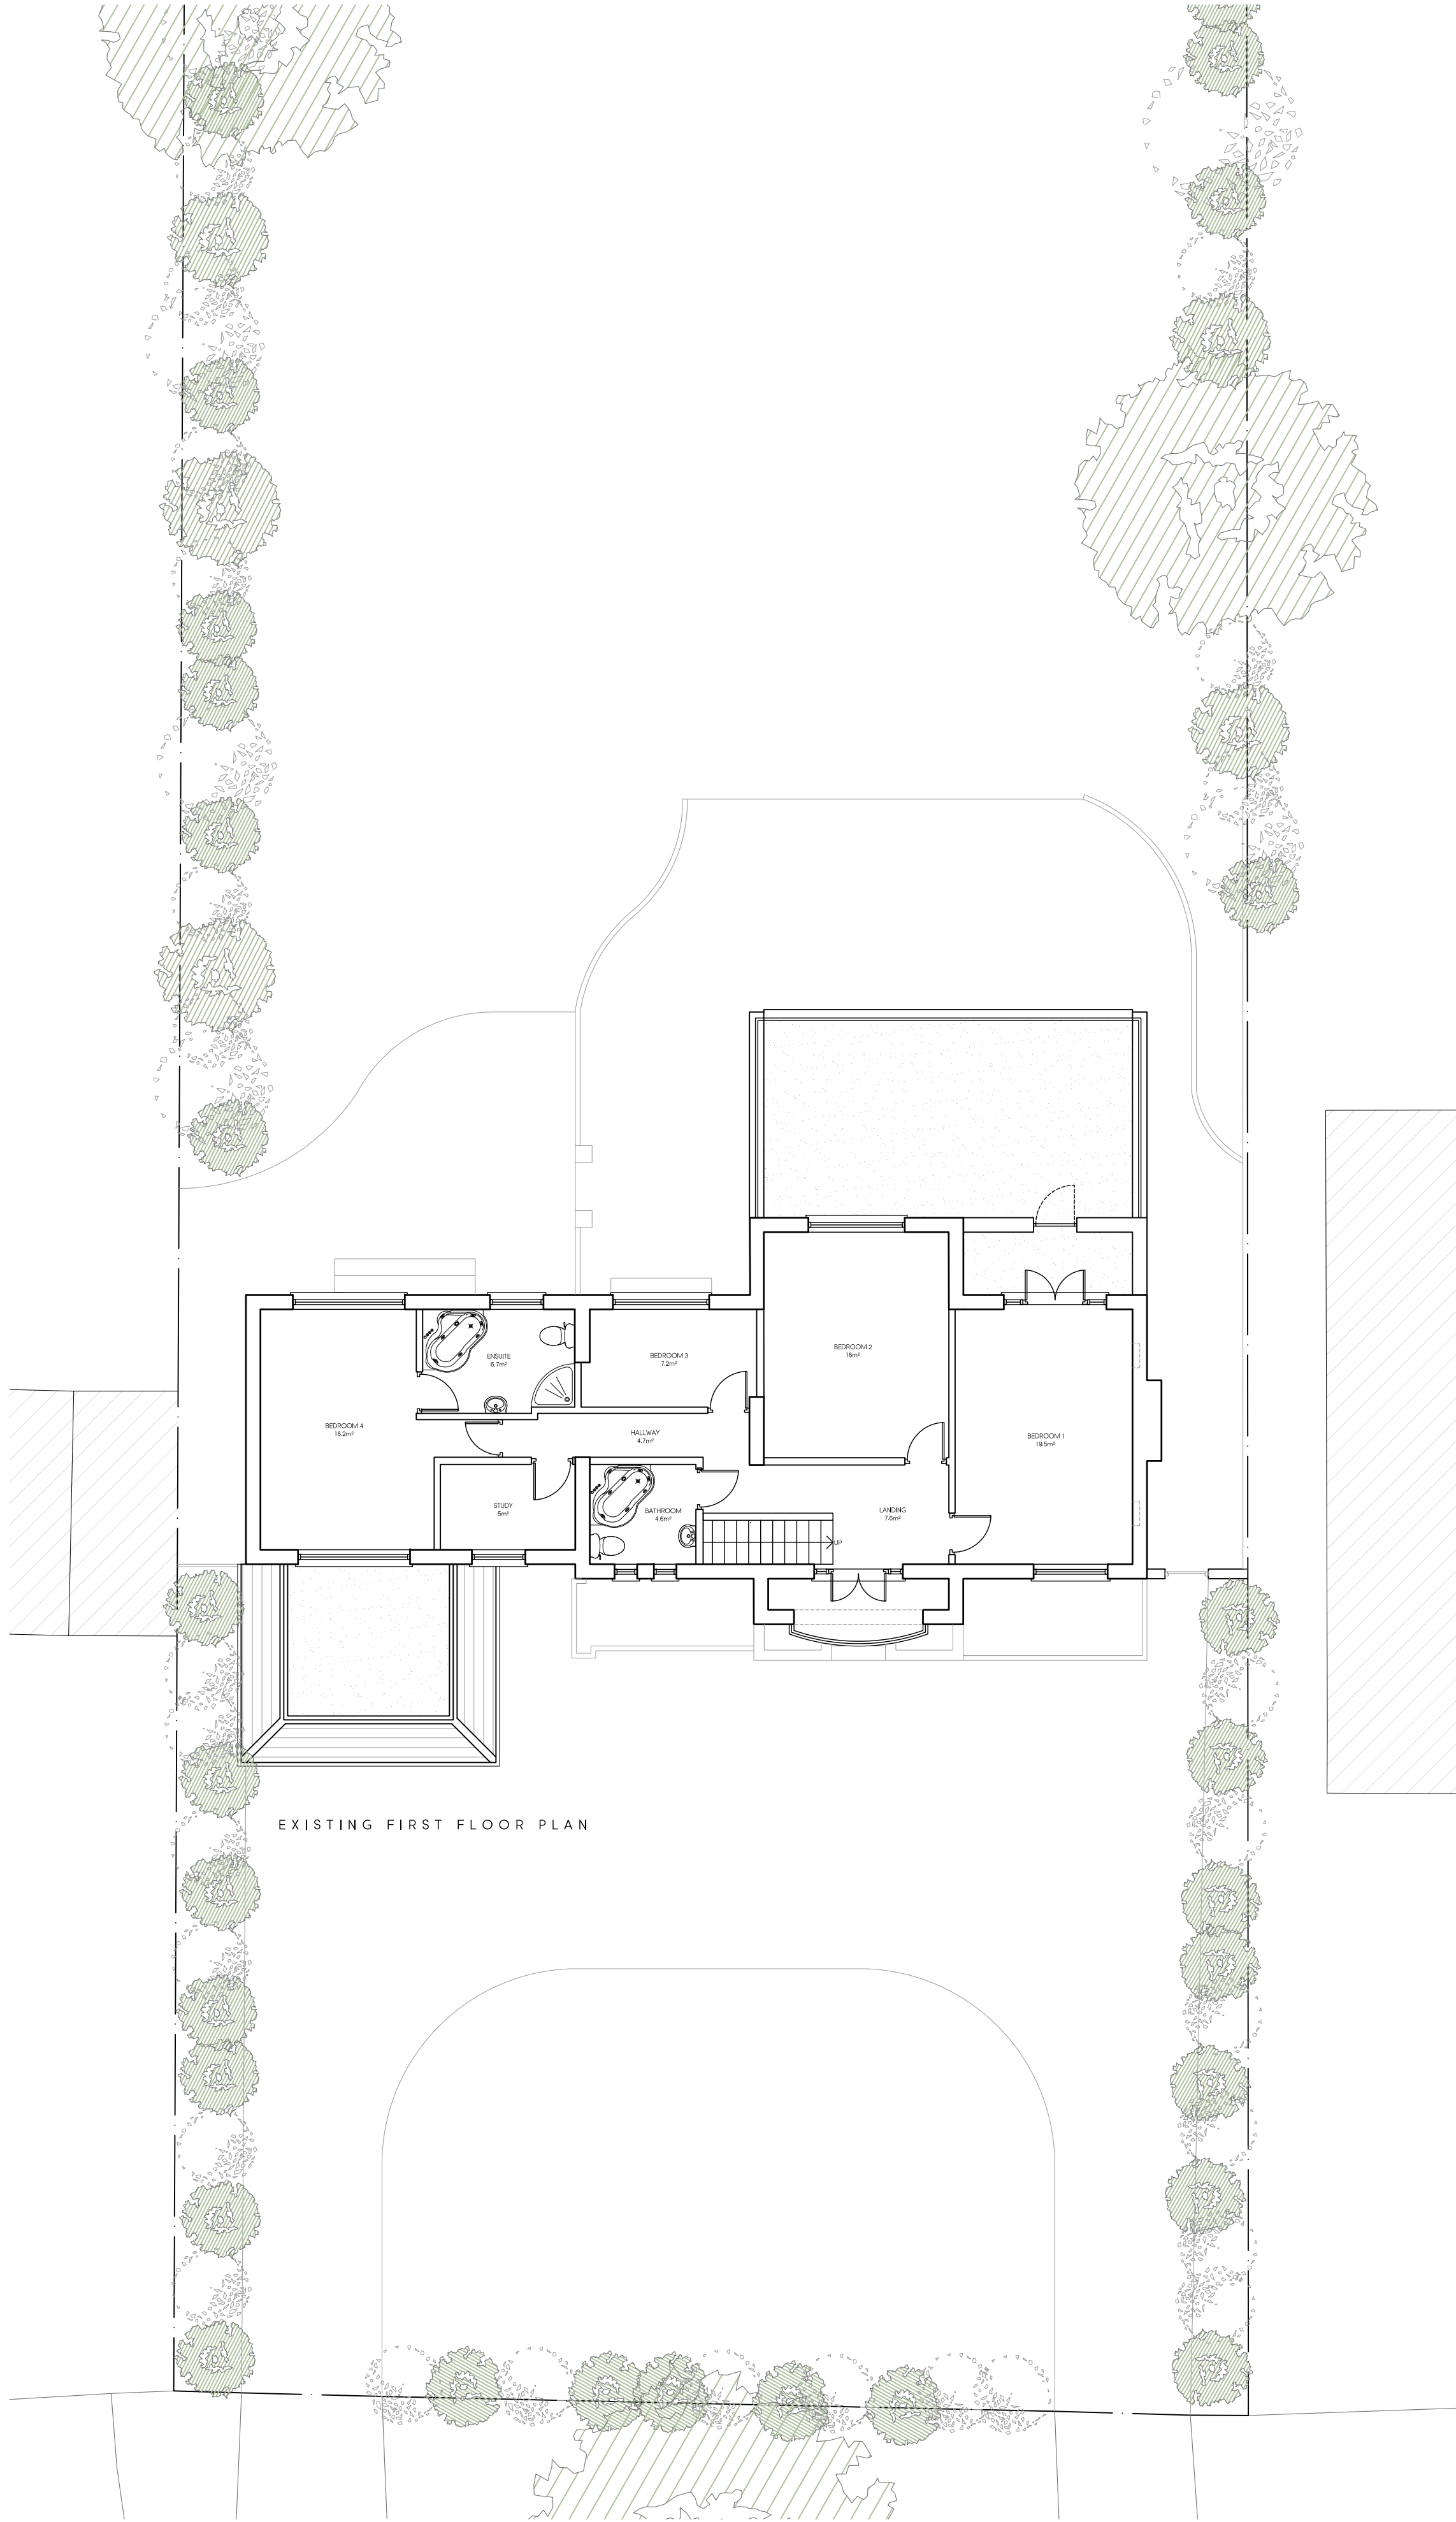 BEDROOM 2
18m²
ENSUITE
6.7m²
BEDROOM 3
7.2m²
BEDROOM 4
18.2m²
HALLWAY
4.7m²
BEDROOM 1
19.5m²
STUDY
5m²
BATHROOM
4.6m²
LANDING
7.6m²
UP
EXISTING FIRST FLOOR PLAN